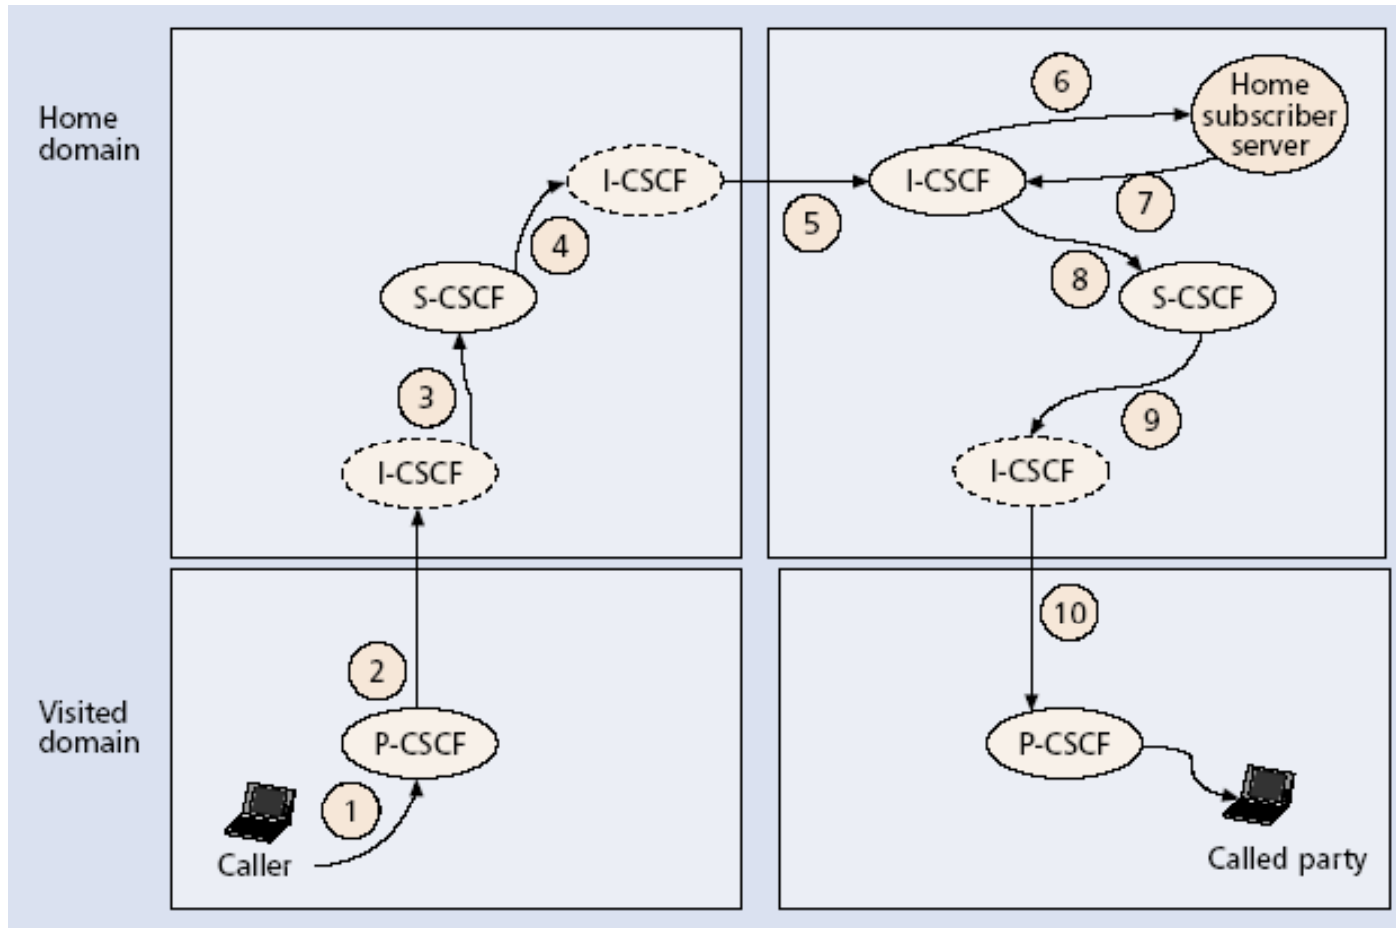 Home
domain
6
Home
subscriber
server
I-CSCF
I-CSCF
7
5
4
8
S-CSCF
S-CSCF
3
9
I-CSCF
I-CSCF
10
2
Visited
domain
P-CSCF
P-CSCF
1
Caller
Called party